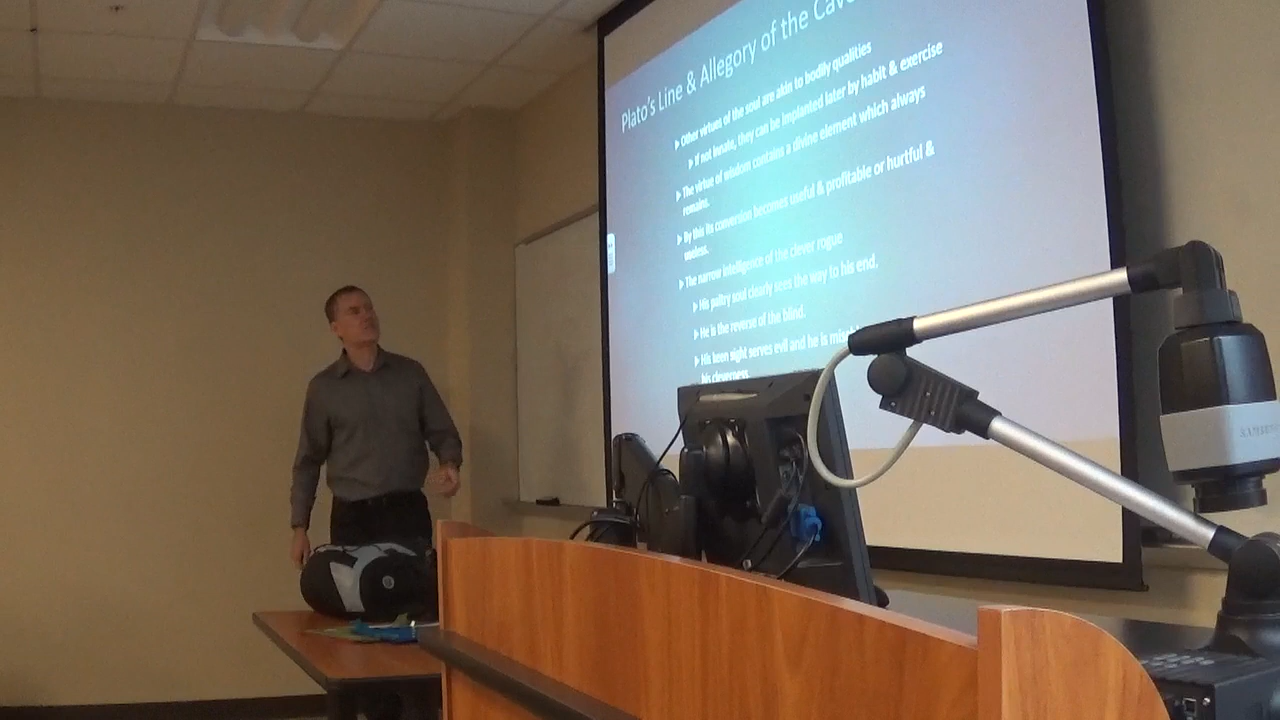 Plato's Line & Allegory of the Cave
▸ Other virtues of the soul are akin to bodily qualities
▸ If not innate, they can be implanted later by habit & exercise
▸ The virtue of wisdom contains a divine element which always
remains.
▸ By this its convertion becomes useful & profitable or hurtful &
useless.
▸ The narrow intelligence of the clever rogue
▸ His paltry soul clearly sees the way to his end.
▸ He is the reverse of the blind.
▸ His keen sight serves evil and he is
his cleverness.